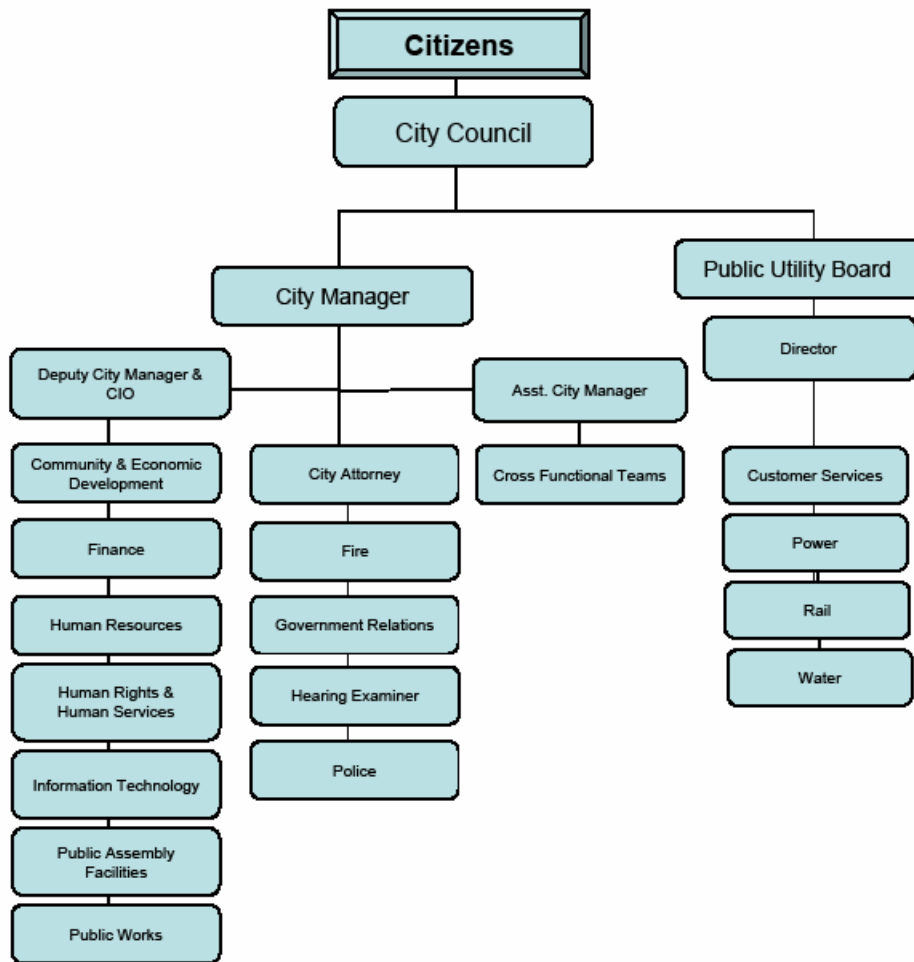 Citizens
City Council
City Manager
Public Utility Board
Director
Deputy City Manager &
CIO
Asst. City Manager
Community & Economic
Development
Finance
Human Resources
Human Rights &
Human Services
Information Technology
Public Assembly
Facilities
Public Works
City Attorney
Fire
Government Relations
Hearing Examiner
Police
Cross Functional Teams
Customer Services
Power
Rail
Water